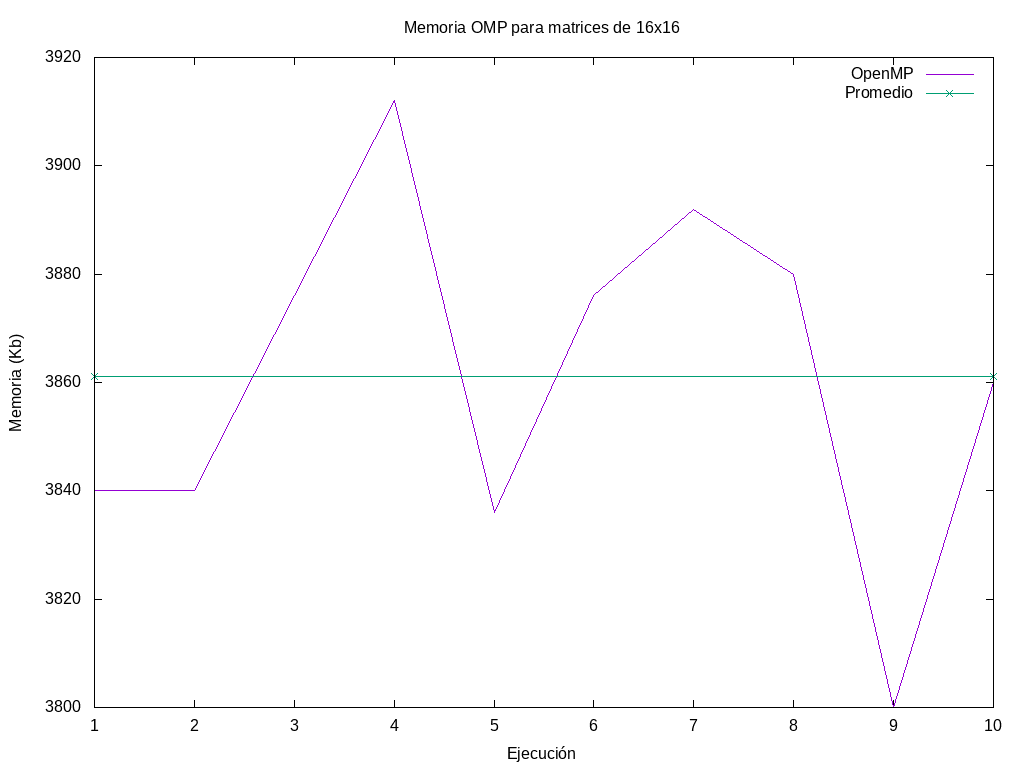 Memoria OMP para matrices de 16x16
3920
OpenMP
Promedio
3900
3880
Memoria (Kb)
3860
3840
3820
3800
1 2 3 4 5 6 7 8 9 10
Ejecución